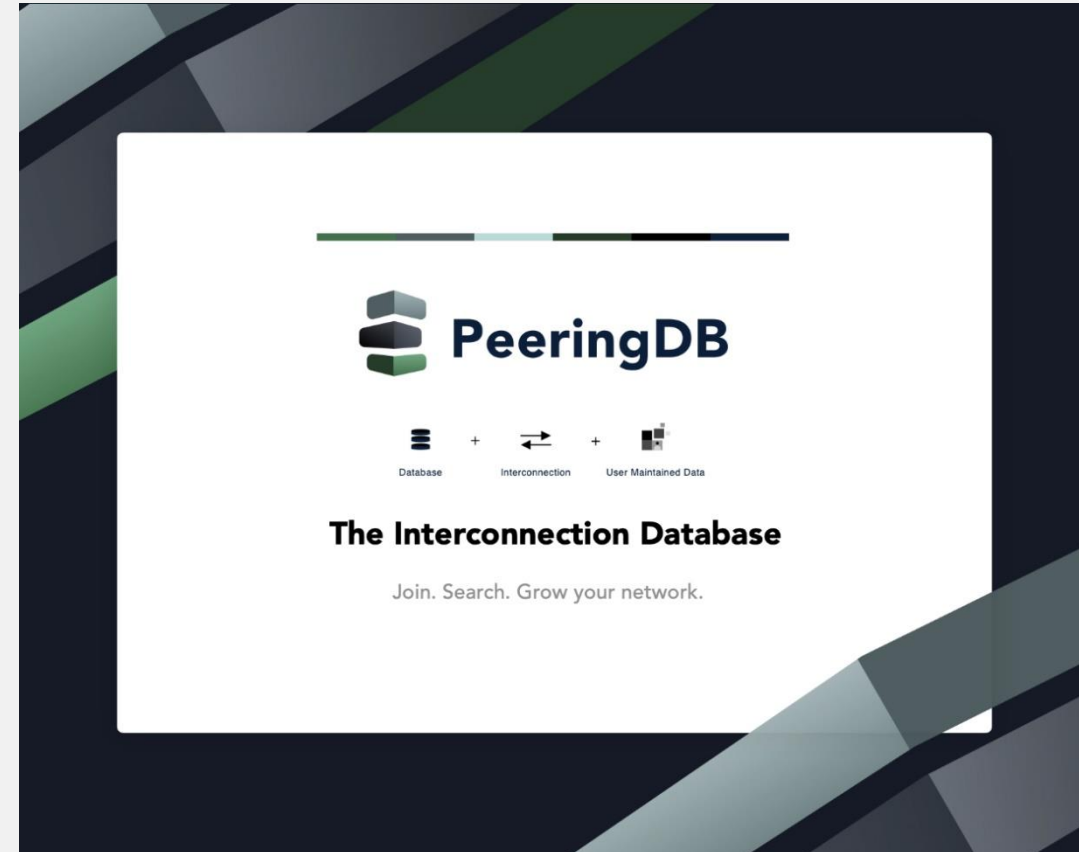 PeeringDB
+ +
Database Interconnection User Maintained Data
The Interconnection Database
Join. Search. Grow your network.